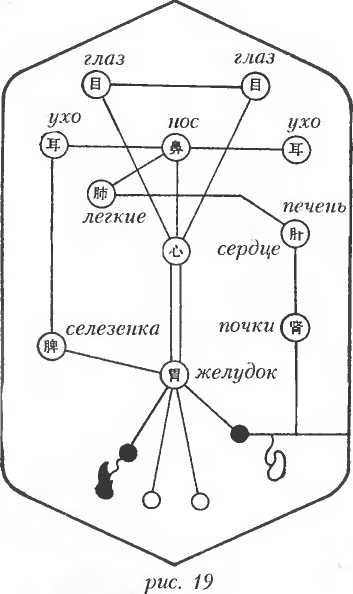 глаз глаз
目 目
ухо нос ухо
耳 鼻 耳
肺
легкие печень
肝
心 сердце
селезенка почки
脾 腎
胃 желудок
рис. 19